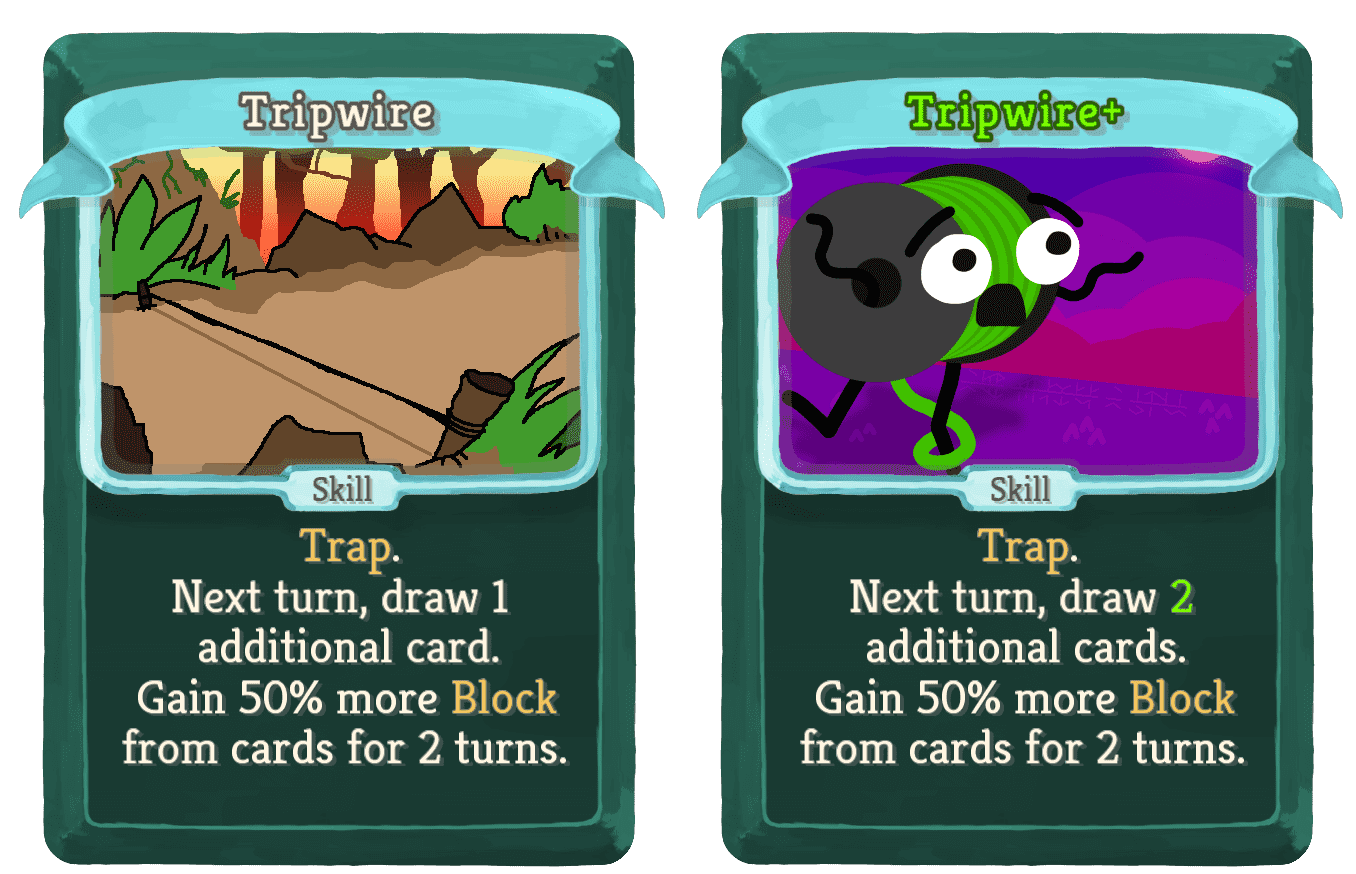 Tripwire
Skill
Trap.
Next turn, draw 1
additional card.
Gain 50% more Block
from cards for 2 turns.
Tripwire+
Skill
Trap.
Next turn, draw 2
additional cards.
Gain 50% more Block
from cards for 2 turns.